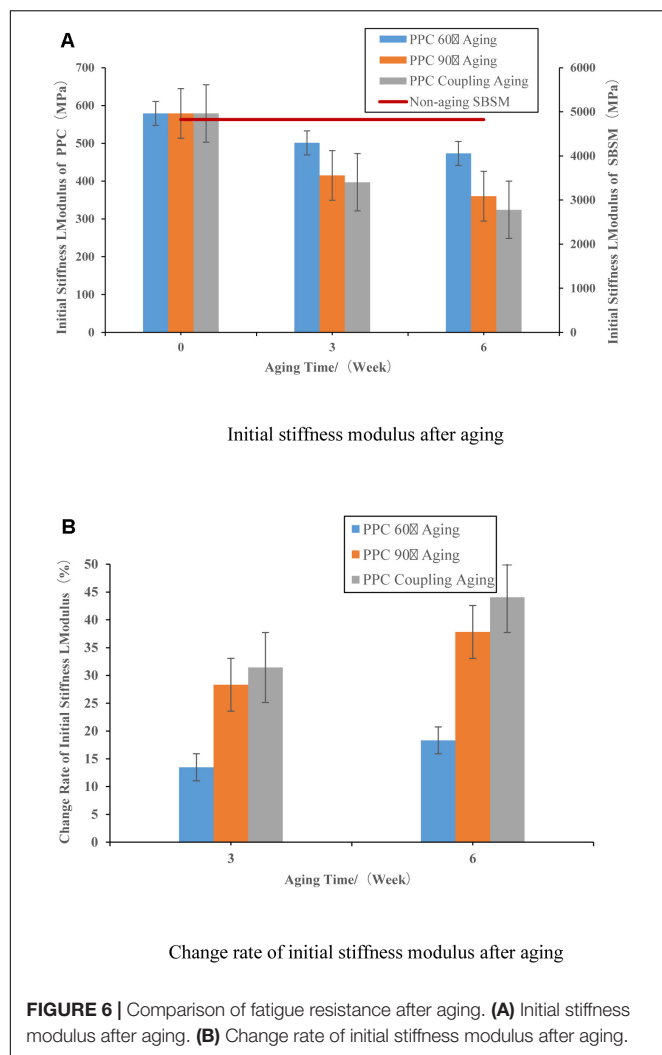 A
PPC 60⍰ Aging
PPC 90⍰ Aging
PPC Coupling Aging
Non-aging SBSM
Initial Stiffness LModulus of PPC（MPa）
700
600
500
400
300
200
100
0
Initial Stiffness LModulus of SBSM（MPa）
6000
5000
4000
3000
2000
1000
0
0 3 6
Aging Time/（Week）
Initial stiffness modulus after aging
B
PPC 60⍰ Aging
PPC 90⍰ Aging
PPC Coupling Aging
Change Rate of Initial Stiffness LModulus（%）
50
45
40
35
30
25
20
15
10
5
0
3 6
Aging Time/（Week）
Change rate of initial stiffness modulus after aging
FIGURE 6 | Comparison of fatigue resistance after aging. (A) Initial stiffness
modulus after aging. (B) Change rate of initial stiffness modulus after aging.